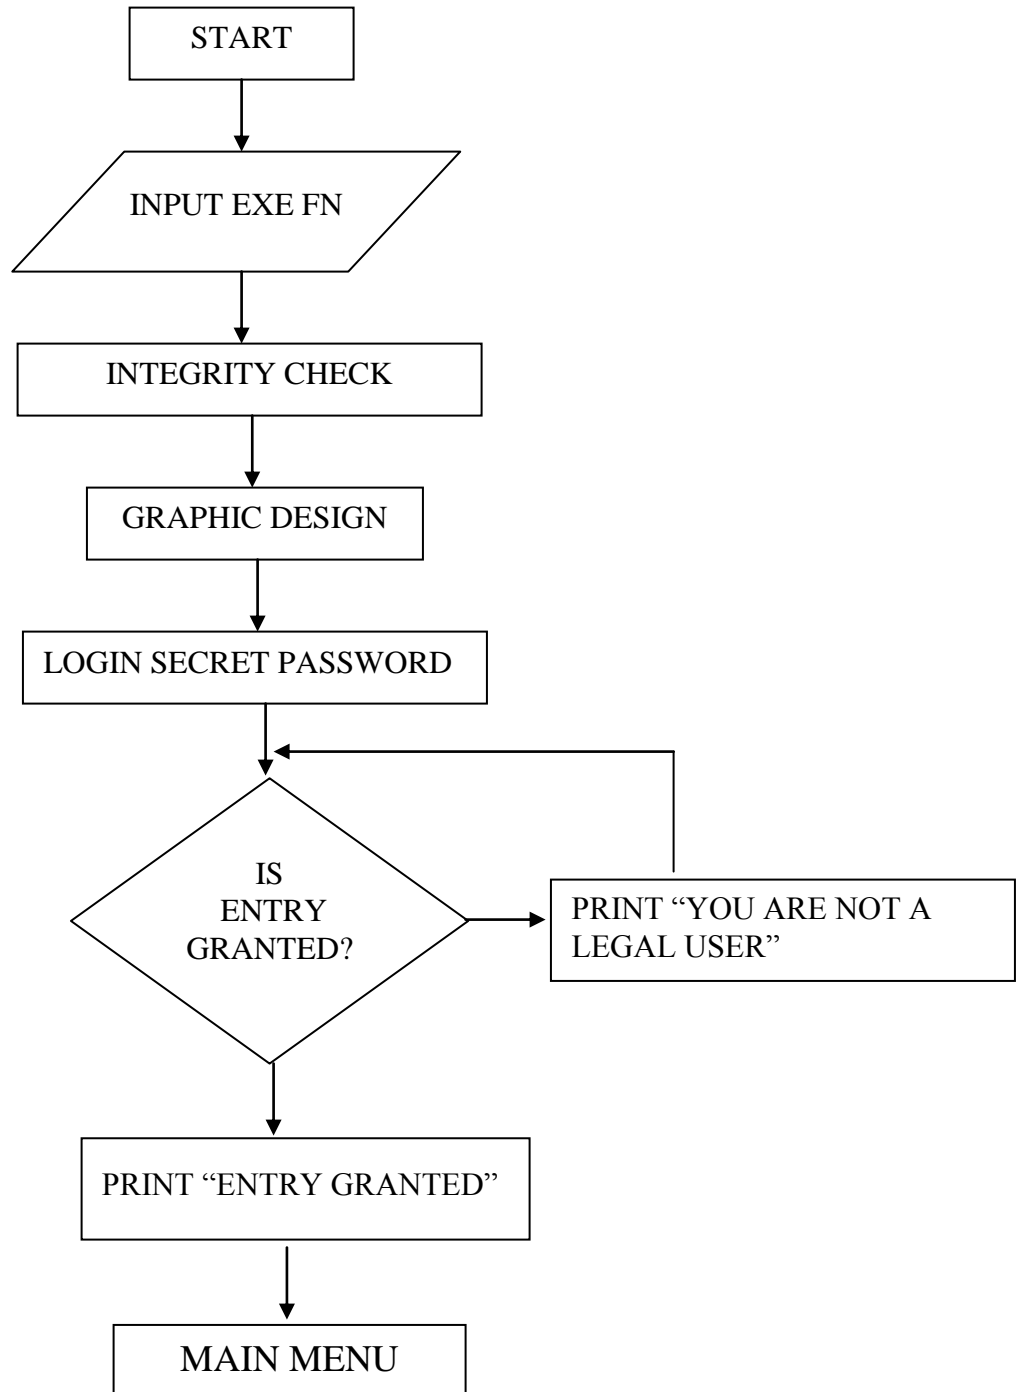 START
INPUT EXE FN
INTEGRITY CHECK
GRAPHIC DESIGN
LOGIN SECRET PASSWORD
IS
ENTRY
GRANTED?
PRINT “YOU ARE NOT A
LEGAL USER”
PRINT “ENTRY GRANTED”
MAIN MENU